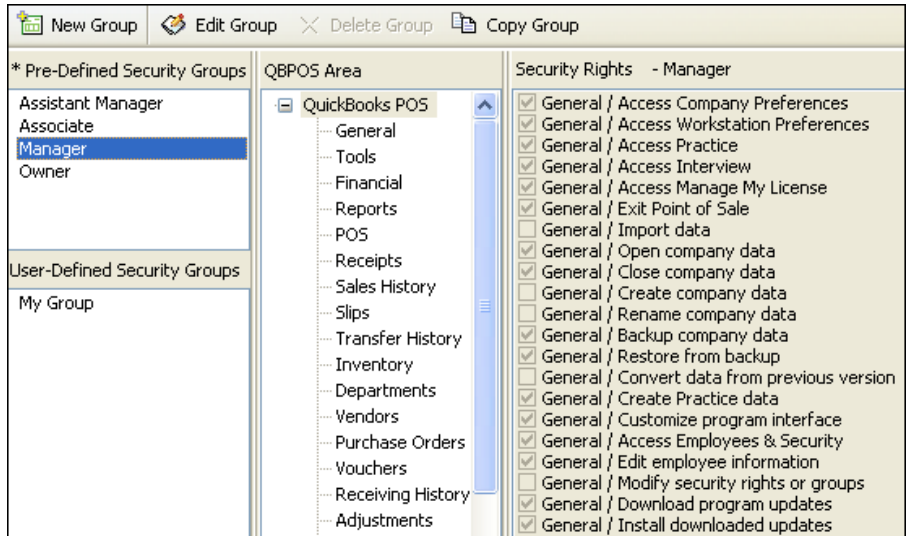 New Group Edit Group Delete Group Copy Group
* Pre-Defined Security Groups
Assistant Manager
Associate
Manager
Owner
User-Defined Security Groups
My Group
QBPOS Area
QuickBooks POS
General
Tools
Financial
Reports
POS
Receipts
Sales History
Slips
Transfer History
Inventory
Departments
Vendors
Purchase Orders
Vouchers
Receiving History
Adjustments
Security Rights - Manager
General / Access Company Preferences
General / Access Workstation Preferences
General / Access Practice
General / Access Interview
General / Access Manage My License
General / Exit Point of Sale
General / Import data
General / Open company data
General / Close company data
General / Create company data
General / Rename company data
General / Backup company data
General / Restore from backup
General / Convert data from previous version
General / Create Practice data
General / Customize program interface
General / Access Employees & Security
General / Edit employee information
General / Modify security rights or groups
General / Download program updates
General / Install downloaded updates